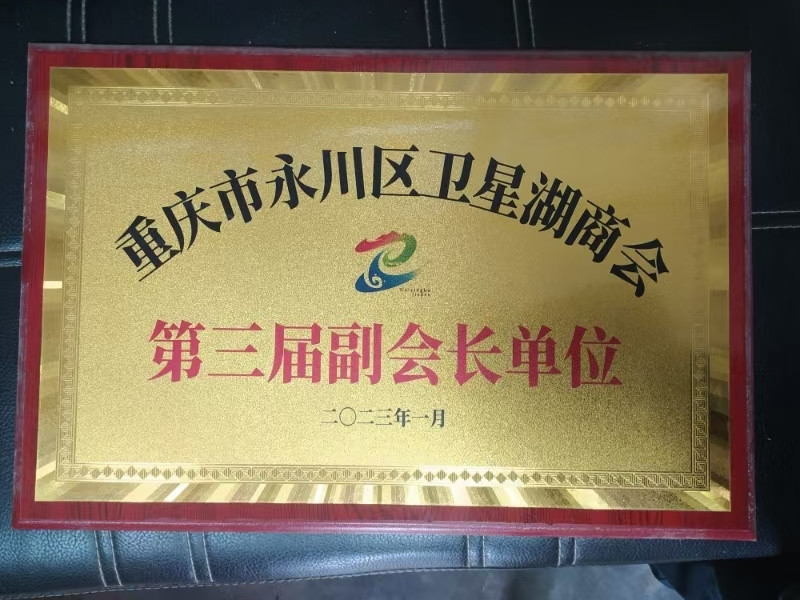 重庆市永川区卫星湖商会
第三届副会长单位
二〇二三年一月